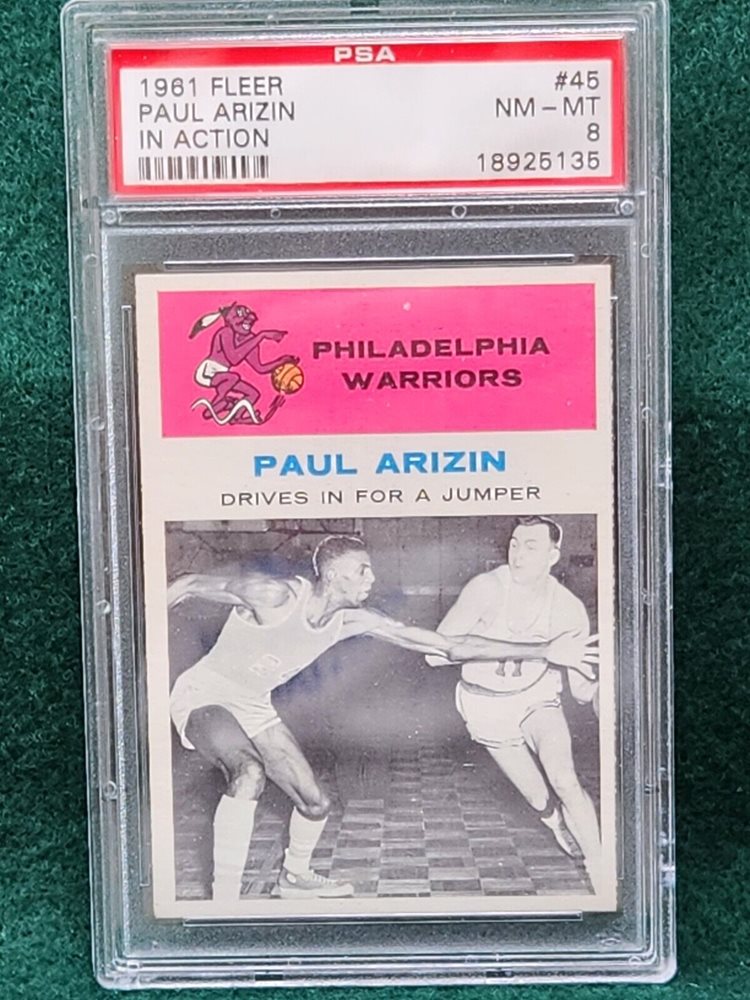 PSA
1961 FLEER #45
PAUL ARIZIN NM - MT
IN ACTION 8
18925135
PHILADELPHIA
WARRIORS
PAUL ARIZIN
DRIVES IN FOR A JUMPER
11